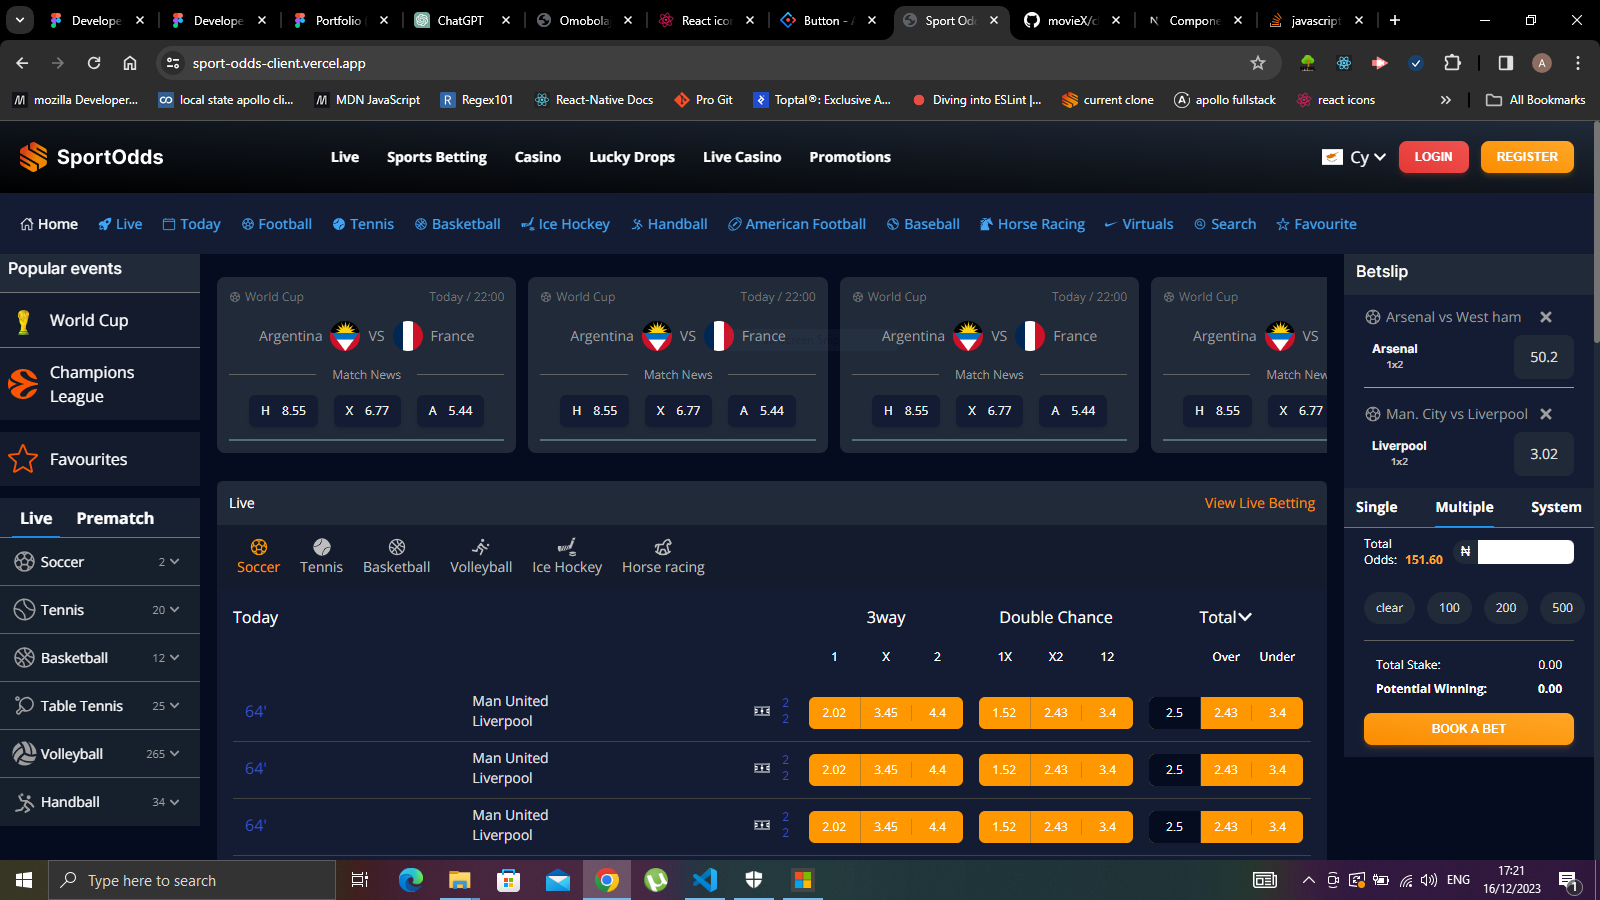 Develope
Develope
Portfolio
ChatGPT
Omobola
React ico
Button - A
Sport Od
movieX/cl
Compone
javascript
sport-odds-client.vercel.app
A
mozilla Developer...
local state apollo cli...
MDN JavaScript
Regex101
React-Native Docs
Pro Git
Toptal®: Exclusive A...
Diving into ESLint |...
current clone
apollo fullstack
react icons
All Bookmarks
SportOdds
Live
Sports Betting
Casino
Lucky Drops
Live Casino
Promotions
Cy
LOGIN
REGISTER
Home
Live
Today
Football
Tennis
Basketball
Ice Hockey
Handball
American Football
Baseball
Horse Racing
Virtuals
Search
Favourite
Popular events
World Cup
Champions
League
Favourites
Live Prematch
Soccer 2
Tennis 20
Basketball 12
Table Tennis 25
Volleyball 265
Handball 34
World Cup Today / 22:00
Argentina VS France
Match News
H 8.55 X 6.77 A 5.44
World Cup Today / 22:00
Argentina VS France
Match News
H 8.55 X 6.77 A 5.44
World Cup Today / 22:00
Argentina VS France
Match News
H 8.55 X 6.77 A 5.44
World Cup
Argentina VS
Match New
H 8.55 X 6.77
Live View Live Betting
Soccer
Tennis
Basketball
Volleyball
Ice Hockey
Horse racing
Today 3way Double Chance Total
1 X 2 1X X2 12 Over Under
64' Man United 2
Liverpool 2
2.02 3.45 4.4 1.52 2.43 3.4 2.5 2.43 3.4
64' Man United 2
Liverpool 2
2.02 3.45 4.4 1.52 2.43 3.4 2.5 2.43 3.4
64' Man United 2
Liverpool 2
2.02 3.45 4.4 1.52 2.43 3.4 2.5 2.43 3.4
Betslip
Arsenal vs West ham
Arsenal
1x2
50.2
Man. City vs Liverpool
Liverpool
1x2
3.02
Single Multiple System
Total
Odds: 151.60 ₦
clear 100 200 500
Total Stake: 0.00
Potential Winning: 0.00
BOOK A BET
Type here to search
ENG
17:21
16/12/2023
1